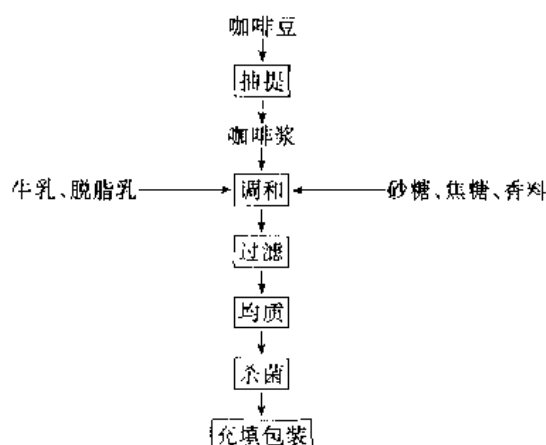 咖啡豆
抽提
咖啡浆
牛乳、脱脂乳 调和 砂糖、焦糖、香料
过滤
均质
杀菌
充填包装